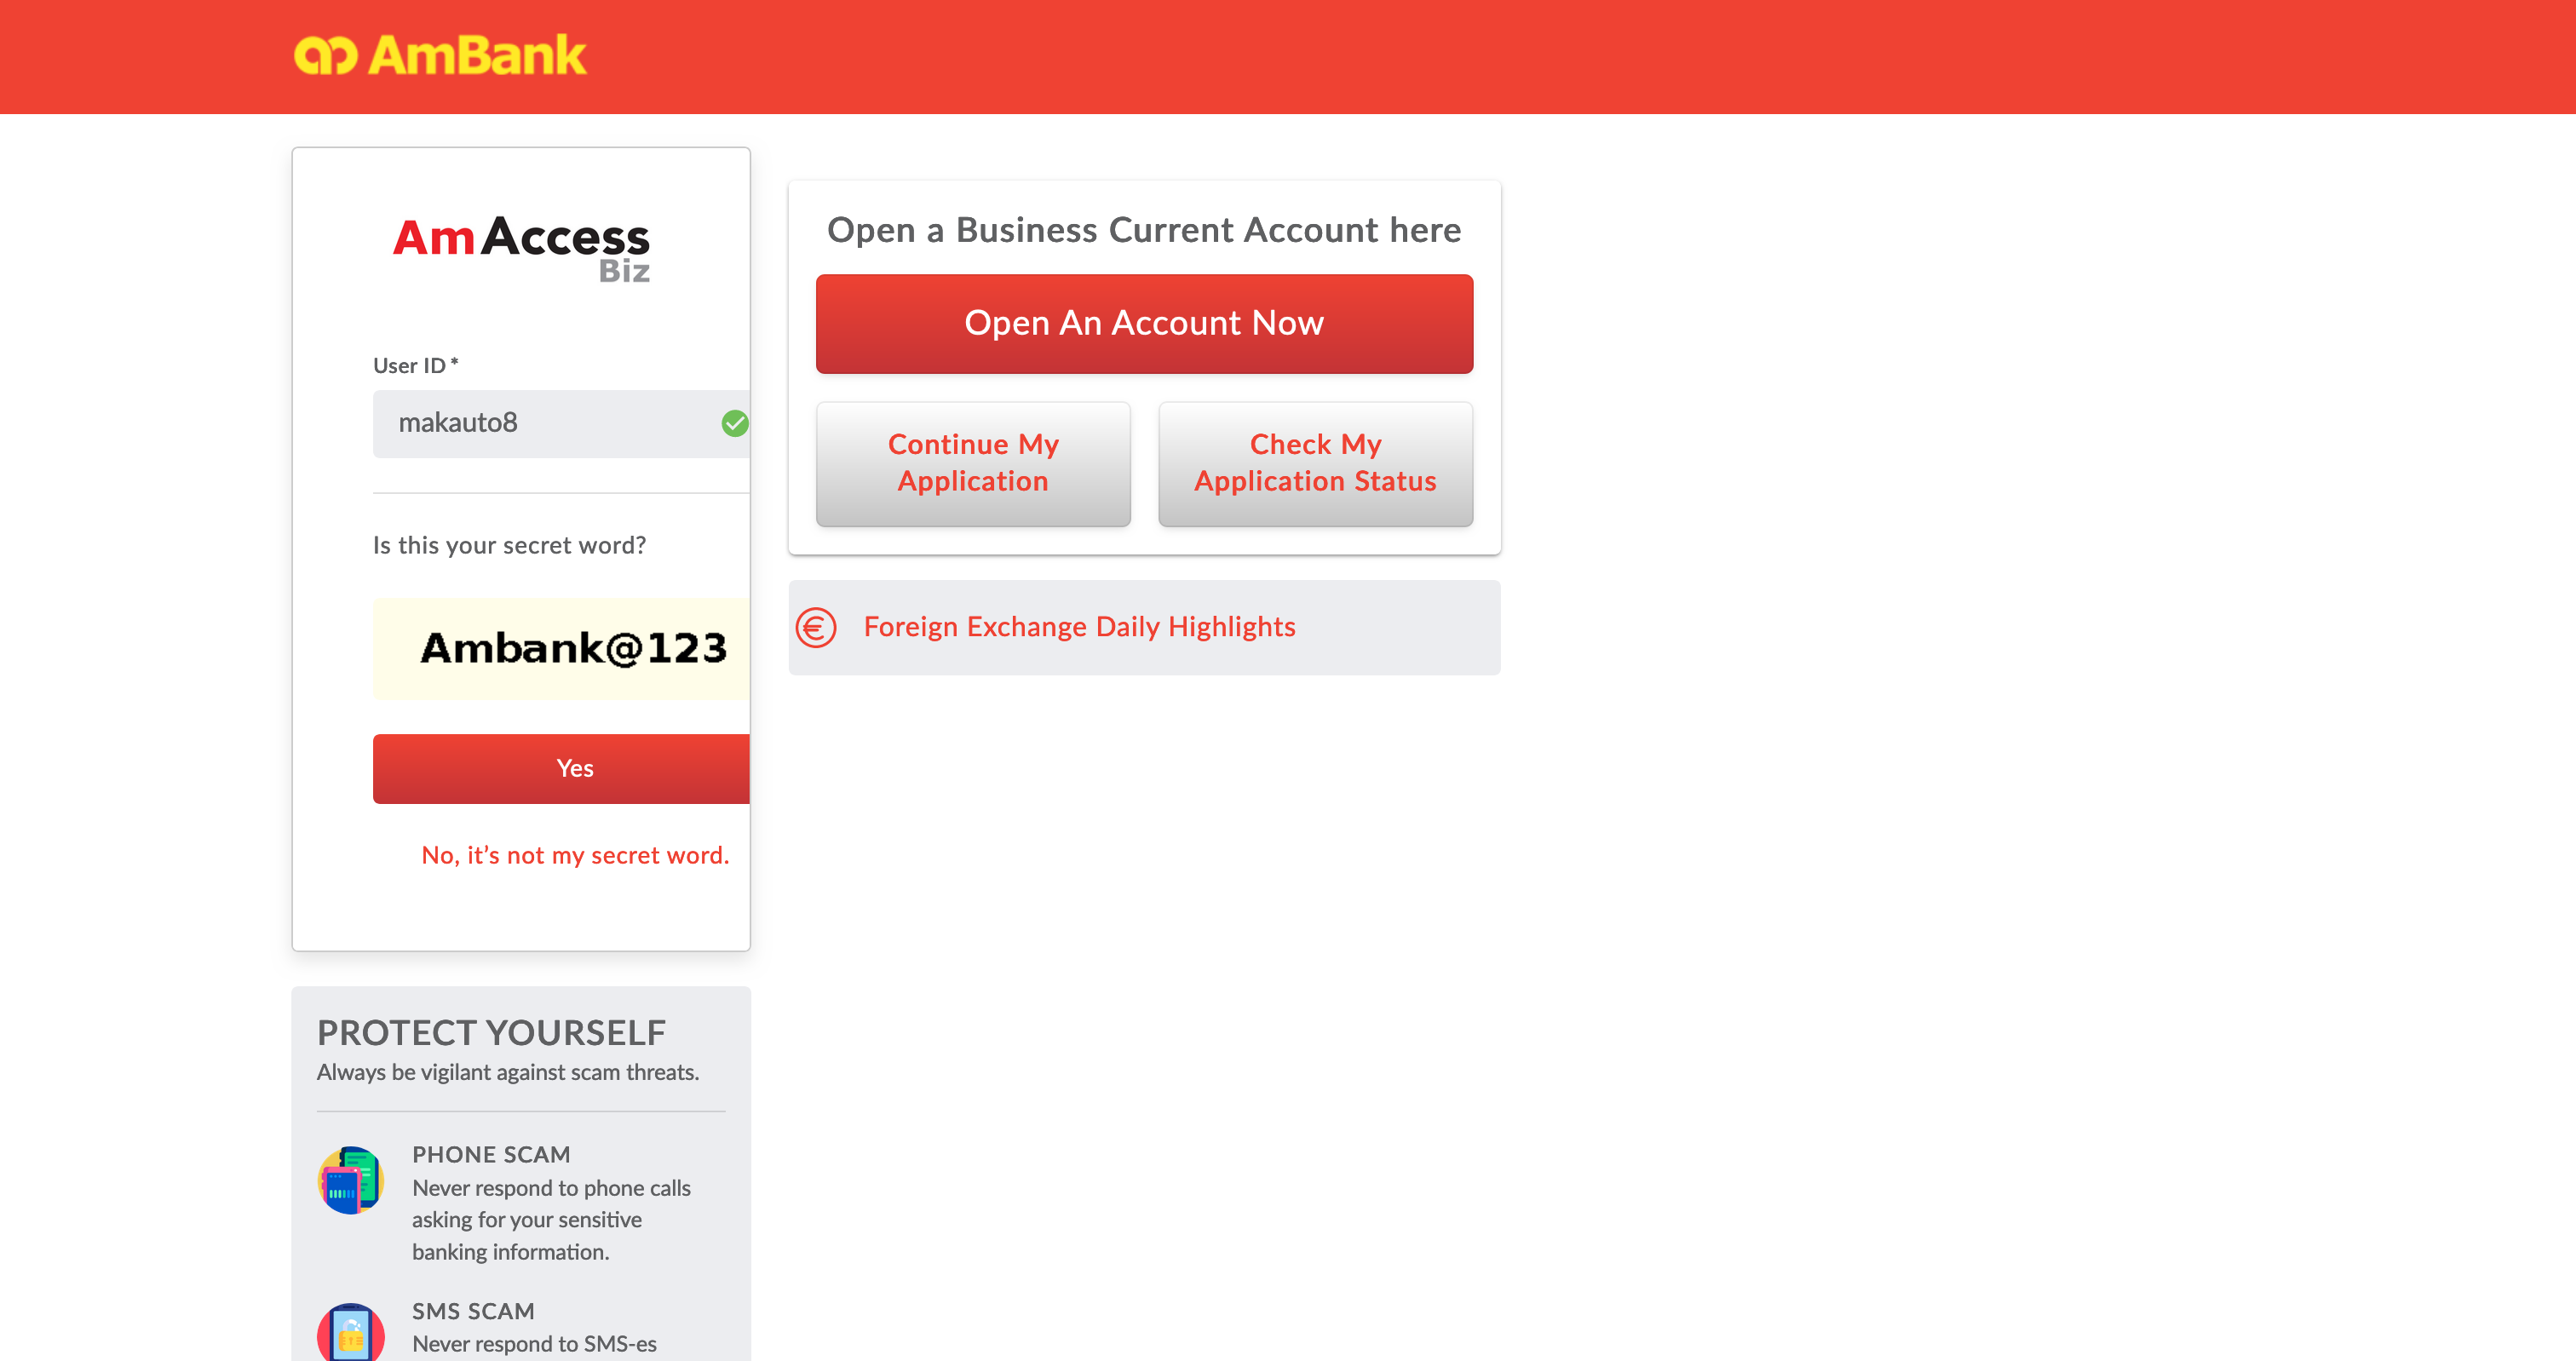 AmBank
AmAccess
Biz
User ID *
makauto8
Is this your secret word?
Ambank@123
Yes
No, it’s not my secret word.
Open a Business Current Account here
Open An Account Now
Continue My
Application
Check My
Application Status
Foreign Exchange Daily Highlights
PROTECT YOURSELF
Always be vigilant against scam threats.
PHONE SCAM
Never respond to phone calls
asking for your sensitive
banking information.
SMS SCAM
Never respond to SMS-es